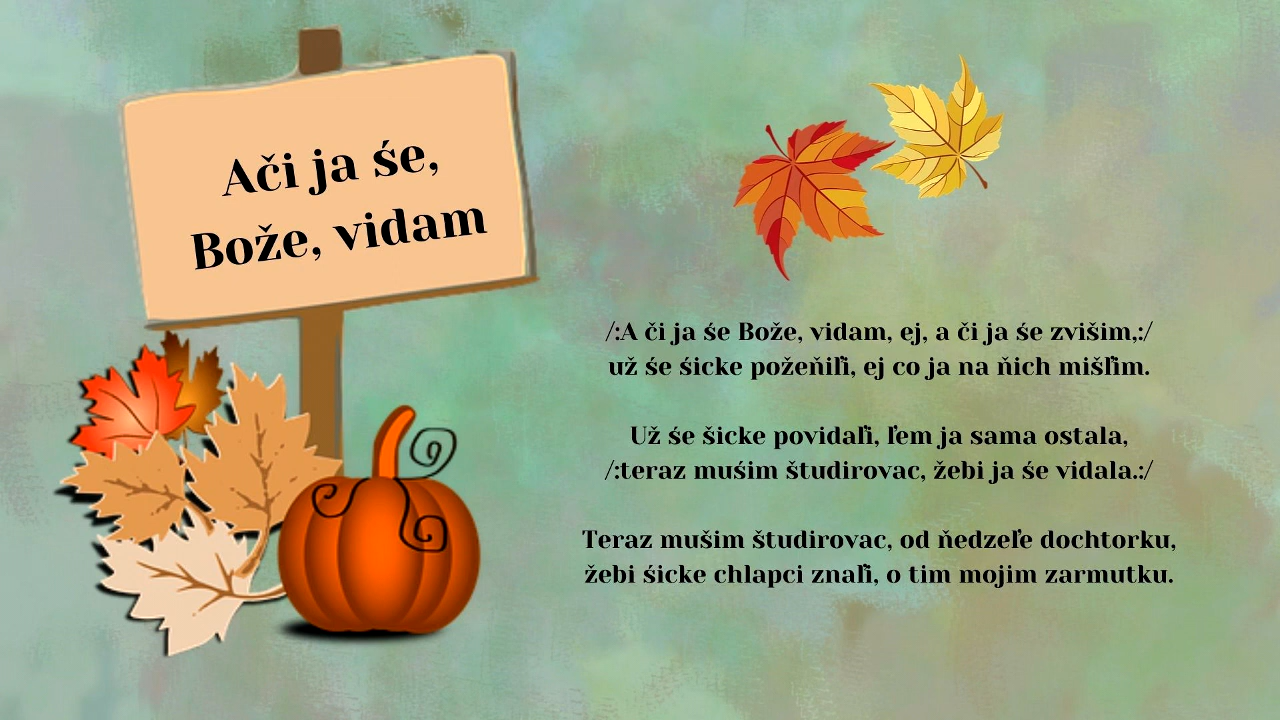 Ači ja śe,
Bože, vidam
/:A či ja śe Bože, vidam, ej, a či ja śe zvišim,:/
už śe śicke požeňiľi, ej co ja na ňich mišľim.
Už śe šicke povidaľi, ľem ja sama ostala,
/:teraz muśim študirovac, žebi ja śe vidala.:/
Teraz mušim študirovac, od ňedzeľe dochtorku,
žebi śicke chlapci znaľi, o tim mojim zarmutku.